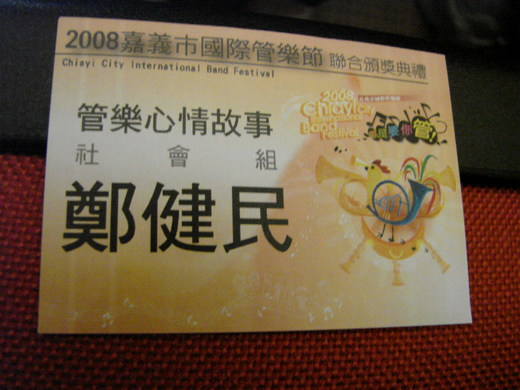 2008嘉義市國際管樂節 聯合頒獎典禮
Chiayi City International Band Festival
管樂心情故事
社會組
鄭健民
2008
Chiayi City
International
Band
Festival